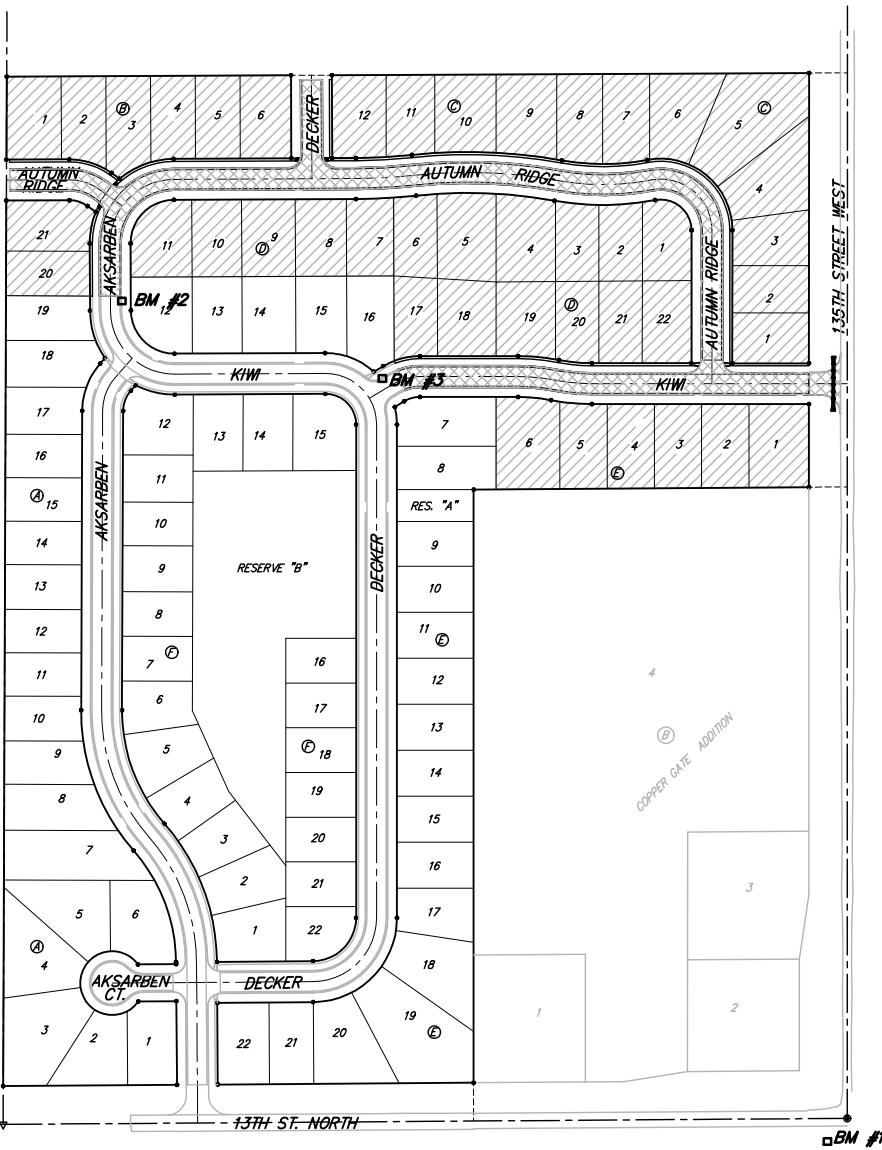 1 2 B 3 4 5 6
DECKER
12 11 C 10 9 8 7 6 5 C
4
3
2
1
AUTUMN
RIDGE
AUTUMN RIDGE
135TH STREET WEST
AKSARBEN
AUTUMN RIDGE
21
20
19
18
11 10 D 9 8 7 6 5 4 3 2 1
12 13 14 15 16 17 18 19 D 20 21 22
BM #2
KIWI
BM #3
KIWI
17
16
A 15
14
13
12
11
10
9
8
7
AKSARBEN
12
11
10
9
8
7 F
6
5
4
3
2
1
13 14 15
RESERVE "B"
16
17
F 18
19
20
21
22
DECKER
7
8
RES. "A"
9
10
11 E
12
13
14
15
16
17
18
19 E
6 5 4 3 2 1
E
4
B
COPPER GATE ADDITION
3
2
1
5 6
A
4
3
2
1
AKSARBEN
CT.
DECKER
22 21 20
13TH ST. NORTH
BM #1